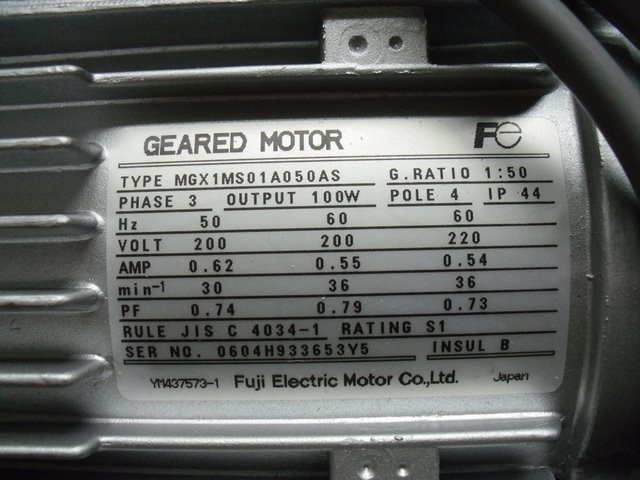 GEARED MOTOR Fe
TYPE MGX1MS01A050AS G.RATIO 1:50
PHASE 3 OUTPUT 100W POLE 4 IP 44
Hz 50 60 60
VOLT 200 200 220
AMP 0.62 0.55 0.54
min-1 30 36 36
PF 0.74 0.79 0.73
RULE JIS C 4034-1 RATING S1
SER NO. 0604H933653Y5 INSUL B
YM437573-1 Fuji Electric Motor Co.,Ltd. Japan